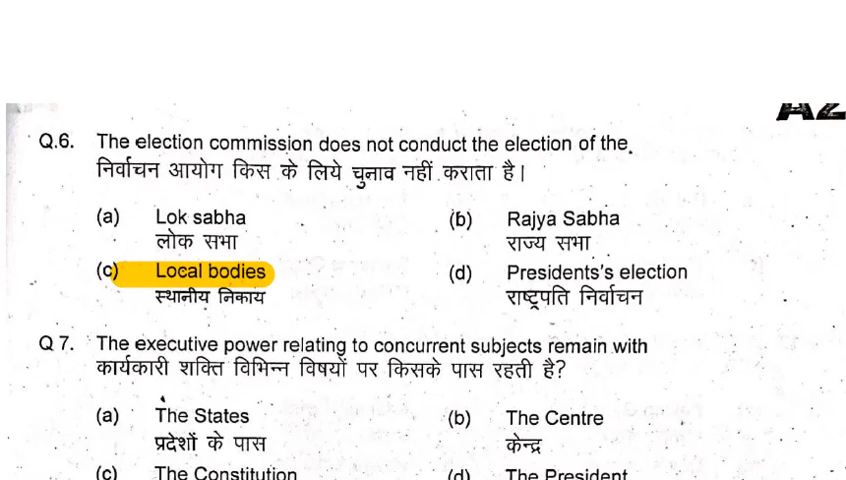 A2
Q.6. The election commission does not conduct the election of the.
निर्वाचन आयोग किस के लिये चुनाव नहीं कराता है।
(a) Lok sabha (b) Rajya Sabha
लोक सभा राज्य सभा
(c) Local bodies (d) Presidents's election
स्थानीय निकाय राष्ट्रपति निर्वाचन
Q 7. The executive power relating to concurrent subjects remain with
कार्यकारी शक्ति विभिन्न विषयों पर किसके पास रहती है?
(a) The States (b) The Centre
प्रदेशों के पास केन्द्र
(c) The Constitution (d) The President